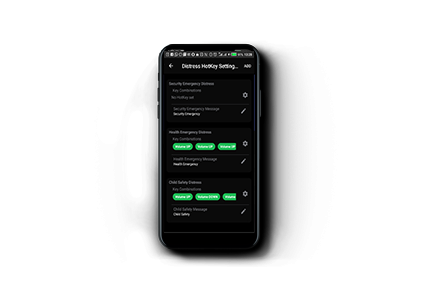 Distress HotKey Setting... ADD
Security Emergency Distress
Key Combinations
No HotKey set
Security Emergency Message
Security Emergency
Health Emergency Distress
Key Combinations
Volume UP Volume UP Volume UP
Health Emergency Message
Health Emergency
Child Safety Distress
Key Combinations
Volume UP Volume DOWN Volume
Child Safety Message
Child Safety